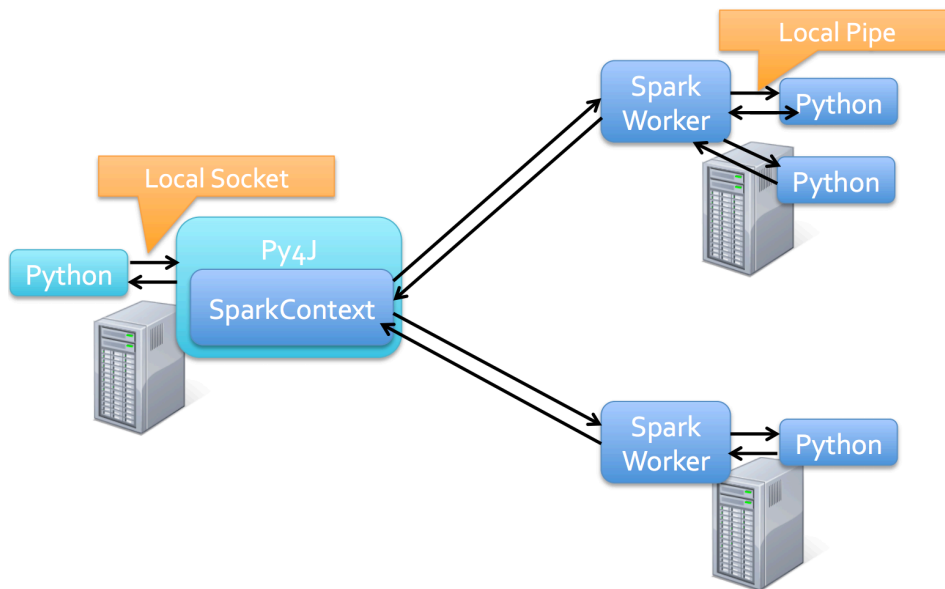 Local Pipe
Spark
Worker
Python
Python
Local Socket
Py4J
Python
SparkContext
Spark
Worker
Python